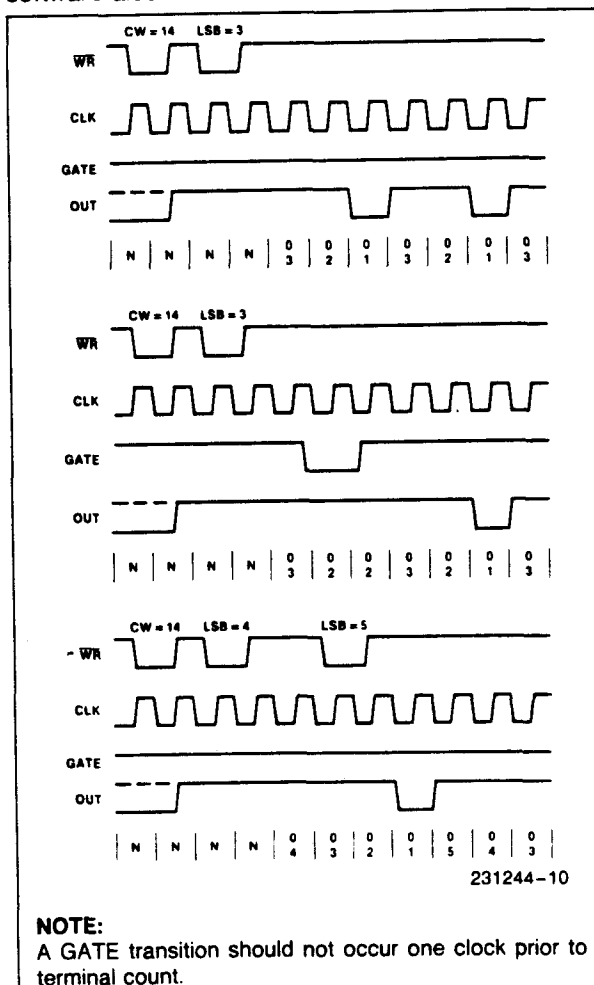 CW = 14 LSB = 3
WR
CLK
GATE
OUT
N N N N 0 0 0 0 0 0 0
3 2 1 3 2 1 3
CW = 14 LSB = 3
WR
CLK
GATE
OUT
N N N N 0 0 0 0 0 0 0
3 2 2 3 2 1 3
CW = 14 LSB = 4 LSB = 5
WR
CLK
GATE
OUT
N N N N 0 0 0 0 0 0 0
4 3 2 1 5 4 3
231244-10
NOTE:
A GATE transition should not occur one clock prior to
terminal count.